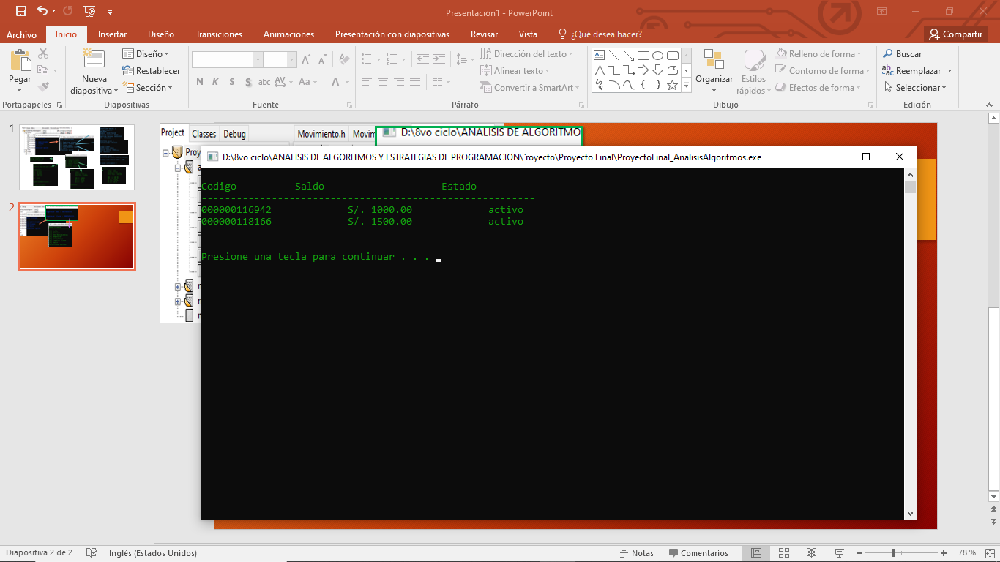 Presentación1 - PowerPoint
Archivo Inicio Insertar Diseño Transiciones Animaciones Presentación con diapositivas Revisar Vista ¿Qué desea hacer? Compartir
Pegar
Nueva diapositiva
Diseño
Restablecer
Sección
N K S S abc AV Aa A
Dirección del texto
Alinear texto
Convertir a SmartArt
Organizar
Estilos rápidos
Relleno de forma
Contorno de forma
Efectos de forma
Buscar
Reemplazar
Seleccionar
Portapapeles Diapositivas Fuente Párrafo Dibujo Edición
1
2
Project Classes Debug Movimiento.h Movim
D:\8vo ciclo\ANALISIS DE ALGORITMO
Proy
D:\8vo ciclo\ANALISIS DE ALGORITMOS Y ESTRATEGIAS DE PROGRAMACION\`royecto\Proyecto Final\ProyectoFinal_AnalisisAlgoritmos.exe
Codigo Saldo Estado
---------------------------------------------------------
000000116942 S/. 1000.00 activo
000000118166 S/. 1500.00 activo
Presione una tecla para continuar . . .
Diapositiva 2 de 2 Inglés (Estados Unidos) Notas Comentarios 78 %